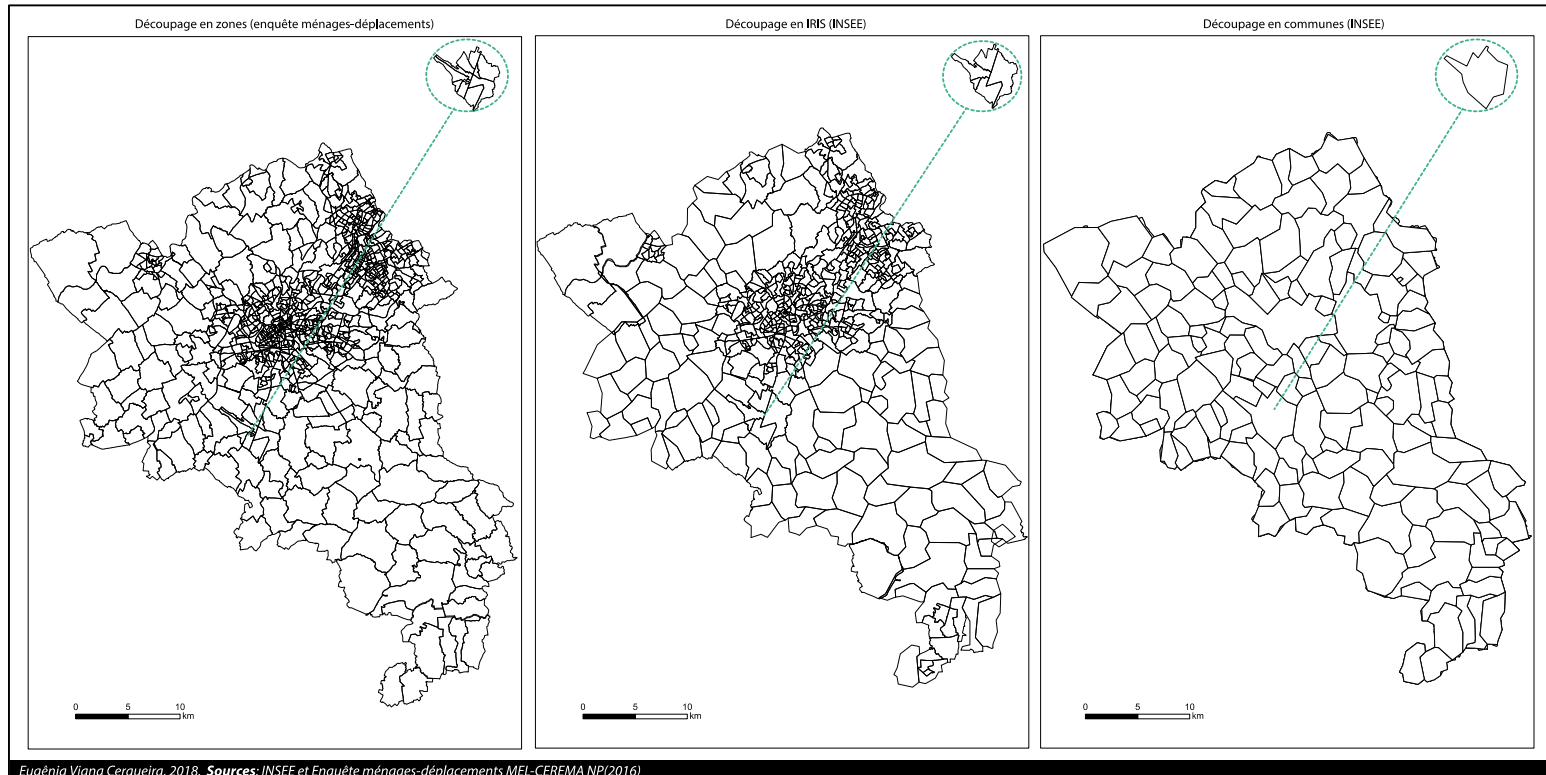 Découpage en zones (enquête ménages-déplacements)
Découpage en IRIS (INSEE)
Découpage en communes (INSEE)
0 5 10
km
0 5 10
km
0 5 10
km
Eugênia Viana Cerqueira, 2018. Sources: INSEE et Enquête ménages-déplacements MEL-CEREMA NP(2016)